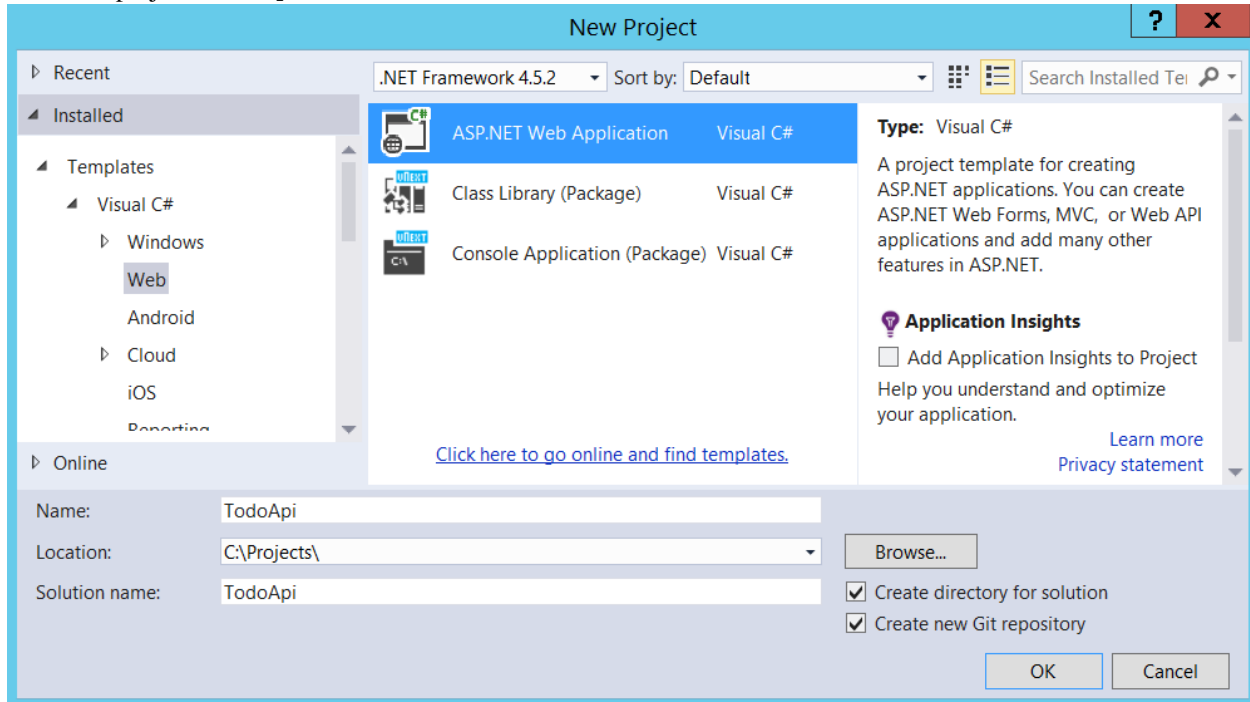 New Project
? X
Recent
.NET Framework 4.5.2 Sort by: Default
Search Installed Te
Installed
Templates
Visual C#
Windows
Web
Android
Cloud
iOS
Reporting
Online
C# ASP.NET Web Application Visual C#
vNEXT Class Library (Package) Visual C#
vNEXT C:\ Console Application (Package) Visual C#
Click here to go online and find templates.
Type: Visual C#
A project template for creating
ASP.NET applications. You can create
ASP.NET Web Forms, MVC, or Web API
applications and add many other
features in ASP.NET.
Application Insights
Add Application Insights to Project
Help you understand and optimize
your application.
Learn more
Privacy statement
Name: TodoApi
Location: C:\Projects\
Browse...
Solution name: TodoApi
Create directory for solution
Create new Git repository
OK Cancel